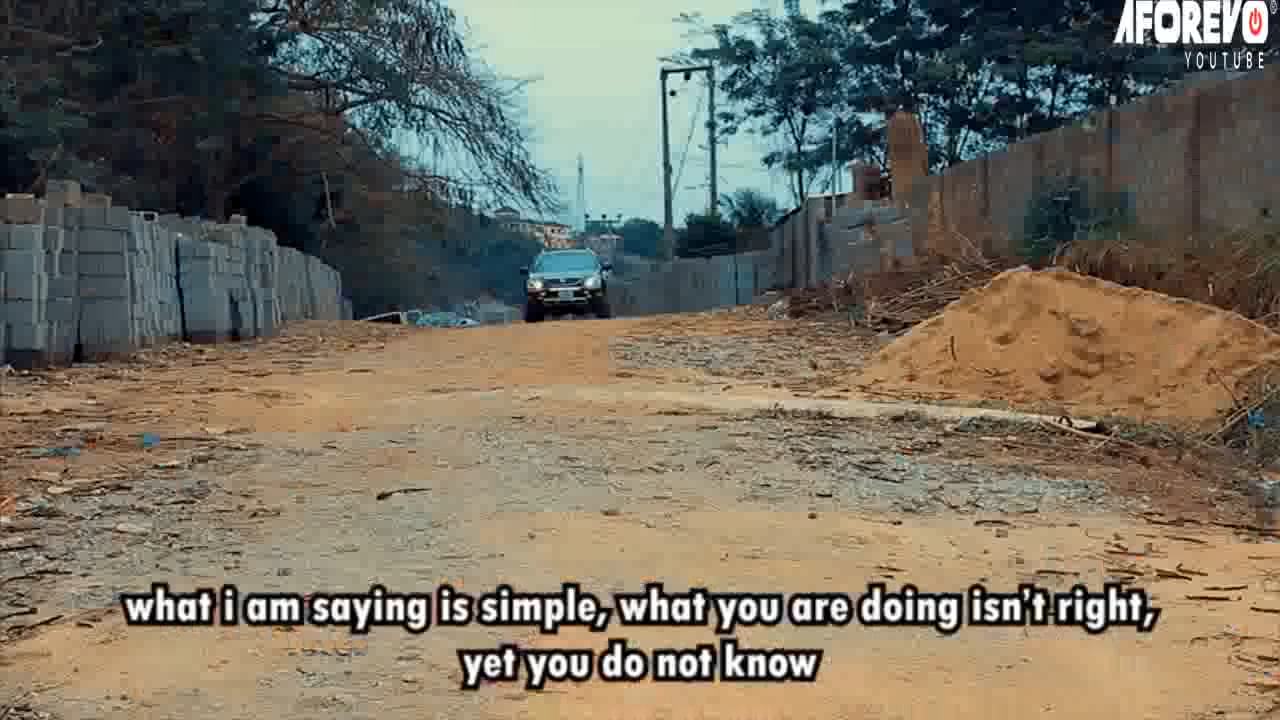 AFOREVO
YOUTUBE
what i am saying is simple, what you are doing isn't right,
yet you do not know